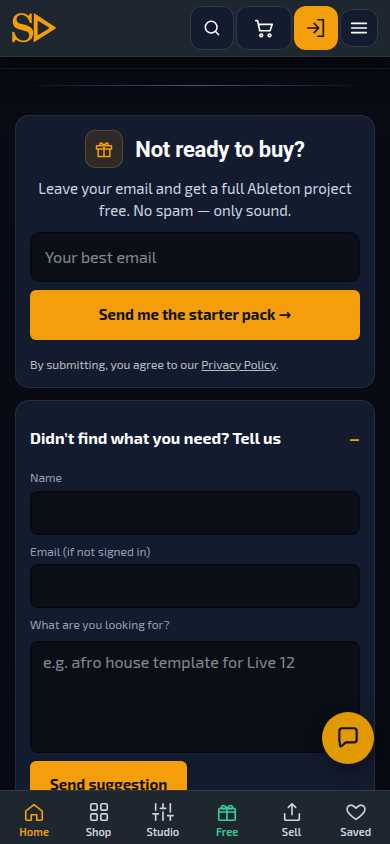 Not ready to buy?
Leave your email and get a full Ableton project
free. No spam — only sound.
Your best email
Send me the starter pack →
By submitting, you agree to our Privacy Policy.
Didn't find what you need? Tell us
Name
Email (if not signed in)
What are you looking for?
e.g. afro house template for Live 12
Send suggestion
Home Shop Studio Free Sell Saved